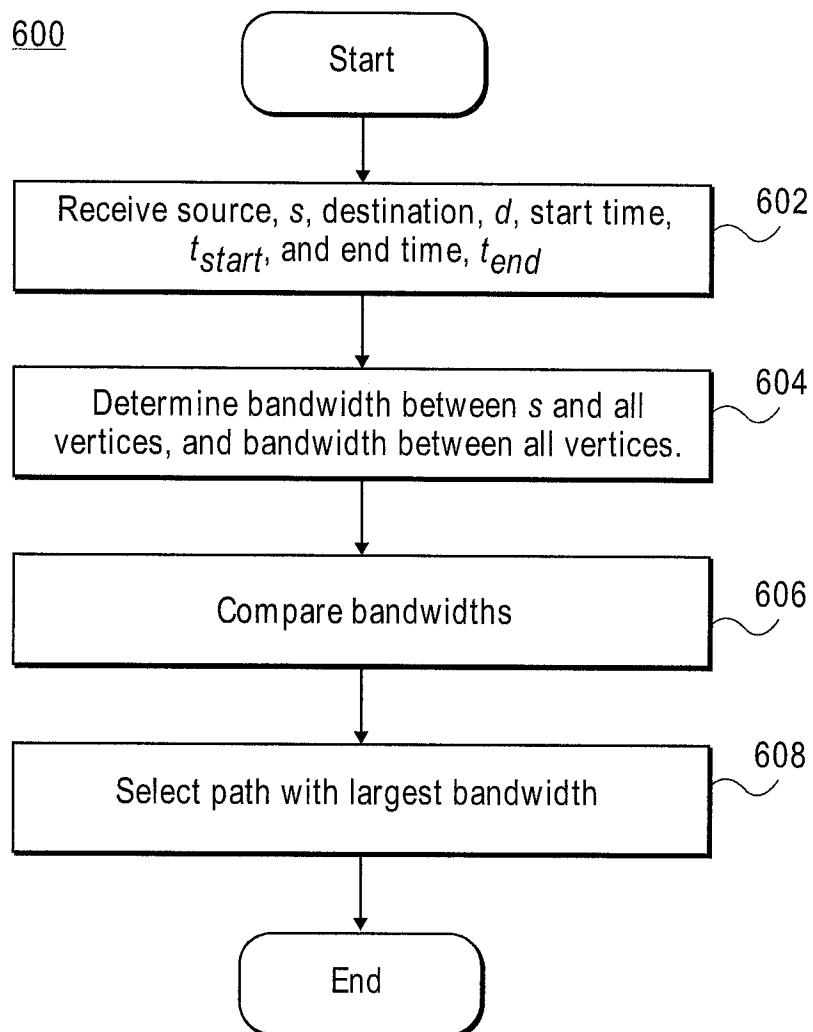 600
Start
Receive source, s, destination, d, start time,
tstart, and end time, tend
602
Determine bandwidth between s and all
vertices, and bandwidth between all vertices.
604
Compare bandwidths
606
Select path with largest bandwidth
608
End